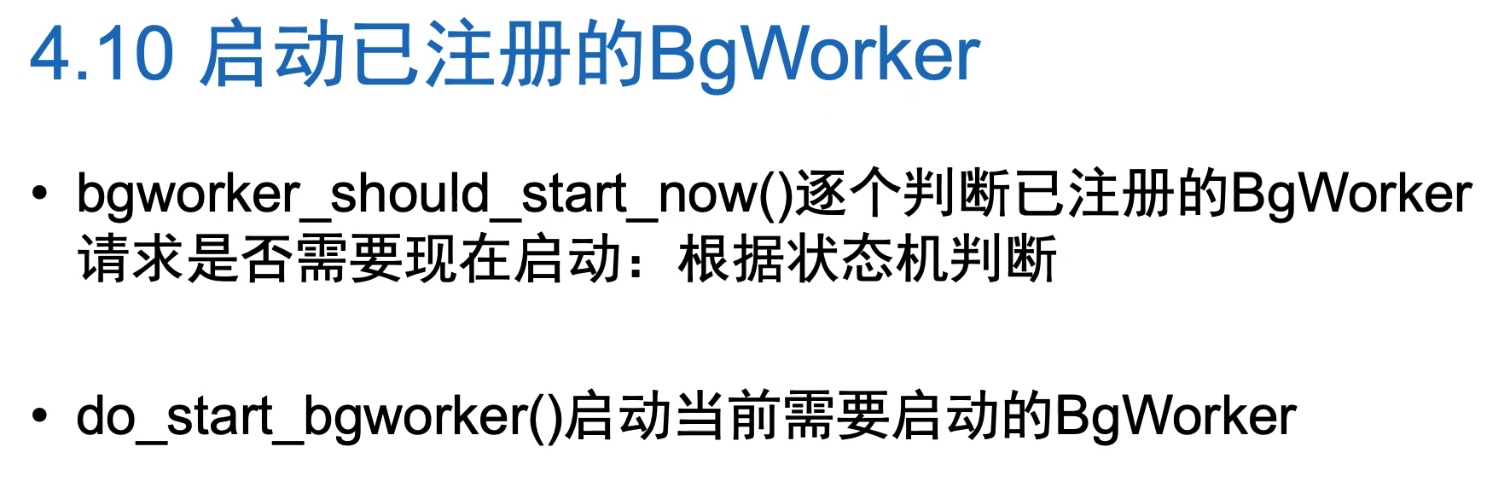 4.10 启动已注册的BgWorker
• bgworker_should_start_now()逐个判断已注册的BgWorker
请求是否需要现在启动：根据状态机判断
• do_start_bgworker()启动当前需要启动的BgWorker